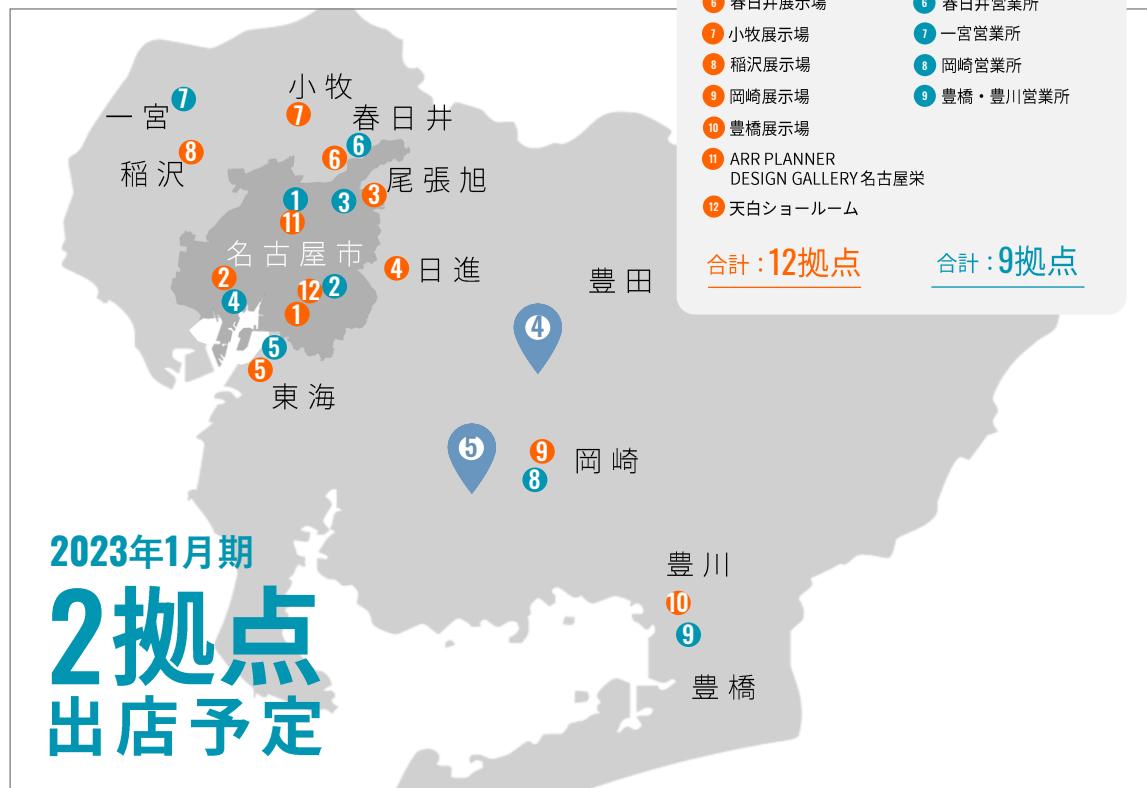 6 春日井展示場
7 小牧展示場
8 稲沢展示場
9 岡崎展示場
10 豊橋展示場
11 ARR PLANNER
DESIGN GALLERY名古屋栄
12 天白ショールーム
合計：12拠点
6 春日井営業所
7 一宮営業所
8 岡崎営業所
9 豊橋・豊川営業所
合計：9拠点
小牧
7
一宮
7
春日井
6
6
8
稲沢
尾張旭
3
3
1
11
名古屋市
2
4
4
日進
12
2
1
豊田
4
5
5
東海
5
9
8
岡崎
豊川
10
9
豊橋
2023年1月期
2拠点
出店予定